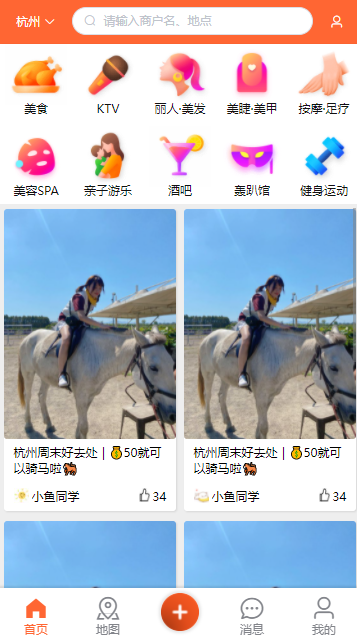 杭州
请输入商户名、地点
美食 KTV 丽人·美发 美睫·美甲 按摩·足疗
美容SPA 亲子游乐 酒吧 轰趴馆 健身运动
杭州周末好去处 | 💰50就可
以骑马啦🐎
小鱼同学 34
杭州周末好去处 | 💰50就可
以骑马啦🐎
小鱼同学 34
首页 地图 消息 我的